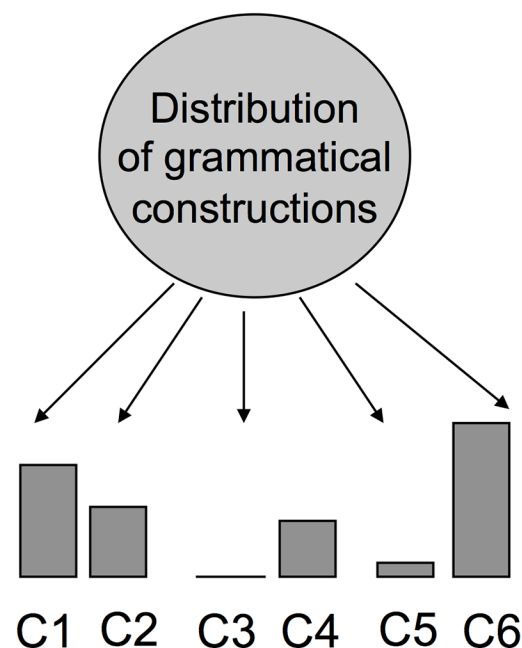 Distribution
of grammatical
constructions
C1 C2 C3 C4 C5 C6